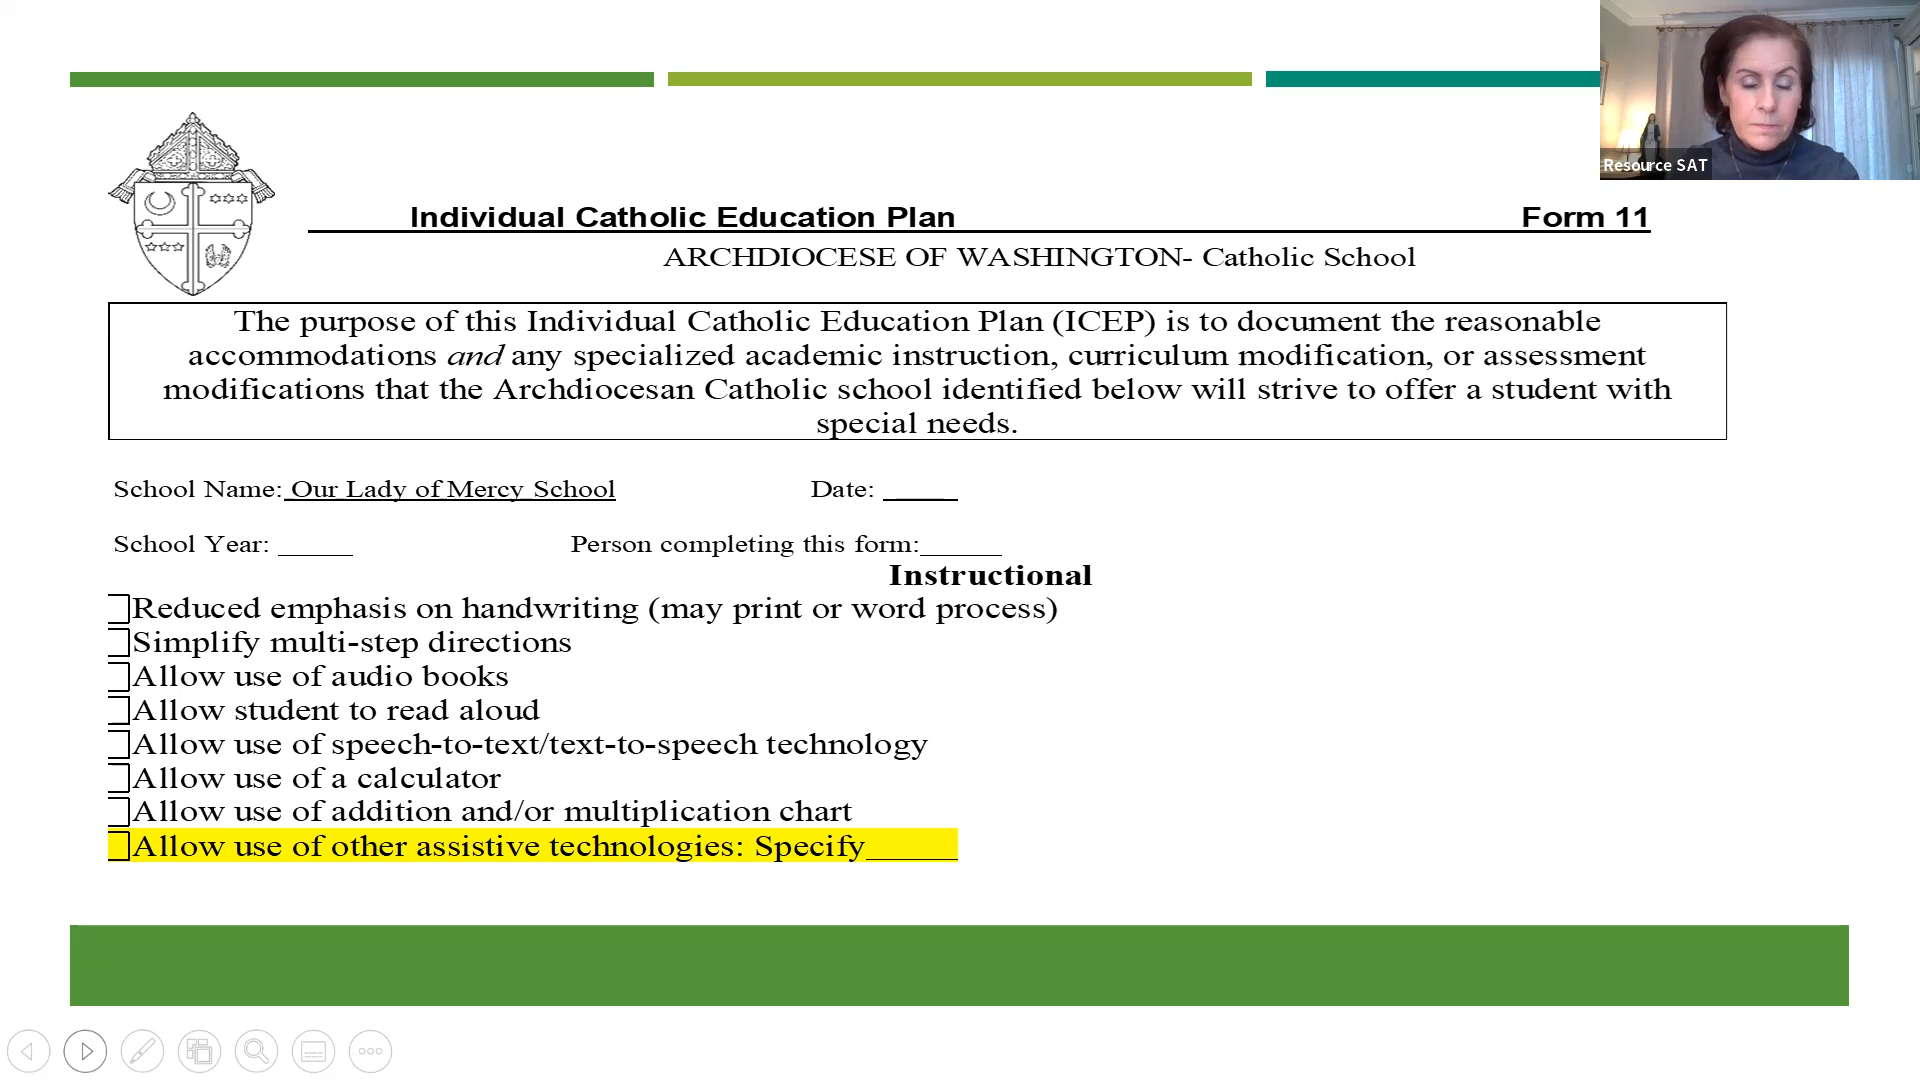 Resource SAT
Individual Catholic Education Plan Form 11
ARCHDIOCESE OF WASHINGTON- Catholic School
The purpose of this Individual Catholic Education Plan (ICEP) is to document the reasonable
accommodations and any specialized academic instruction, curriculum modification, or assessment
modifications that the Archdiocesan Catholic school identified below will strive to offer a student with
special needs.
School Name: Our Lady of Mercy School Date: ______
School Year: ______ Person completing this form:______
Instructional
Reduced emphasis on handwriting (may print or word process)
Simplify multi-step directions
Allow use of audio books
Allow student to read aloud
Allow use of speech-to-text/text-to-speech technology
Allow use of a calculator
Allow use of addition and/or multiplication chart
Allow use of other assistive technologies: Specify______